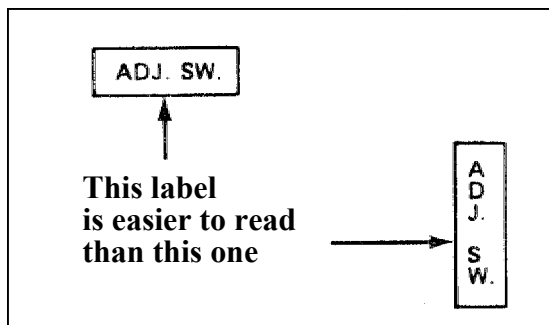 ADJ. SW.
This label
is easier to read
than this one
A
D
J.
S
W.